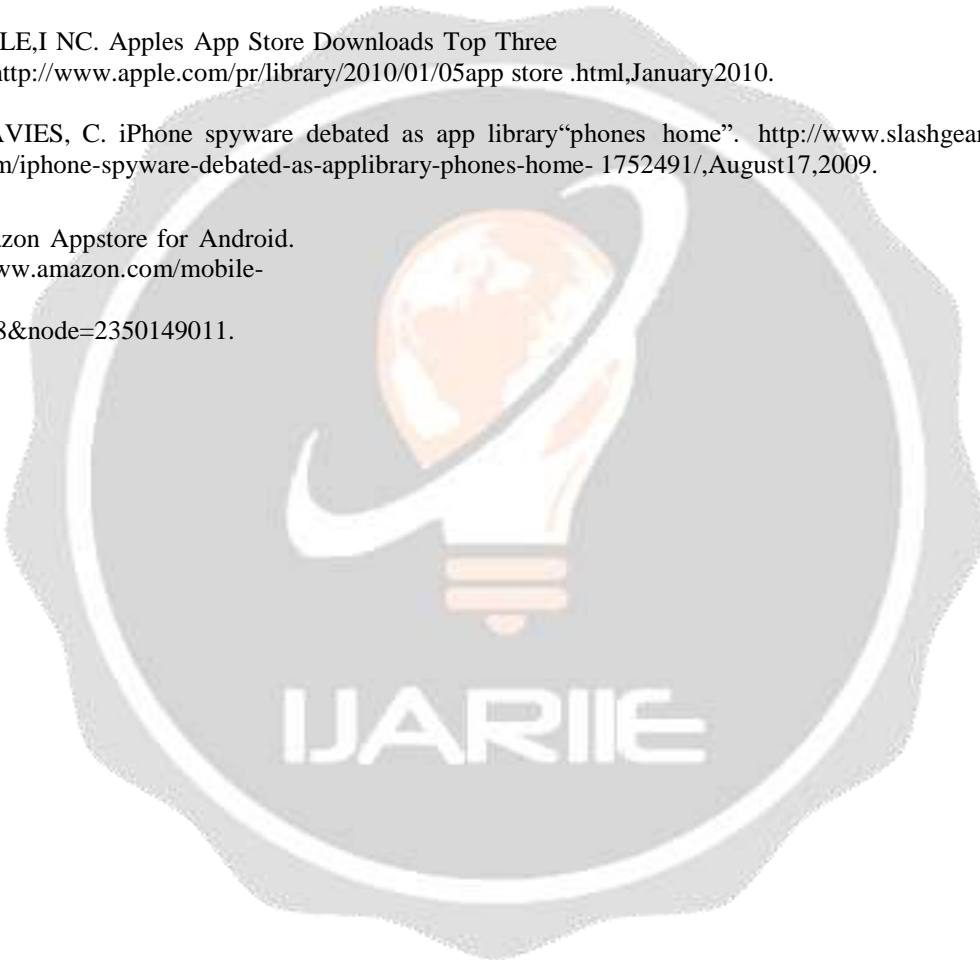 LE,I NC. Apples App Store Downloads Top Three
http://www.apple.com/pr/library/2010/01/05app store .html,January2010.
AVIES, C. iPhone spyware debated as app library“phones home”. http://www.slashgear
m/iphone-spyware-debated-as-applibrary-phones-home- 1752491/,August17,2009.
zon Appstore for Android.
ww.amazon.com/mobile-
8&node=2350149011.
IJARIIE